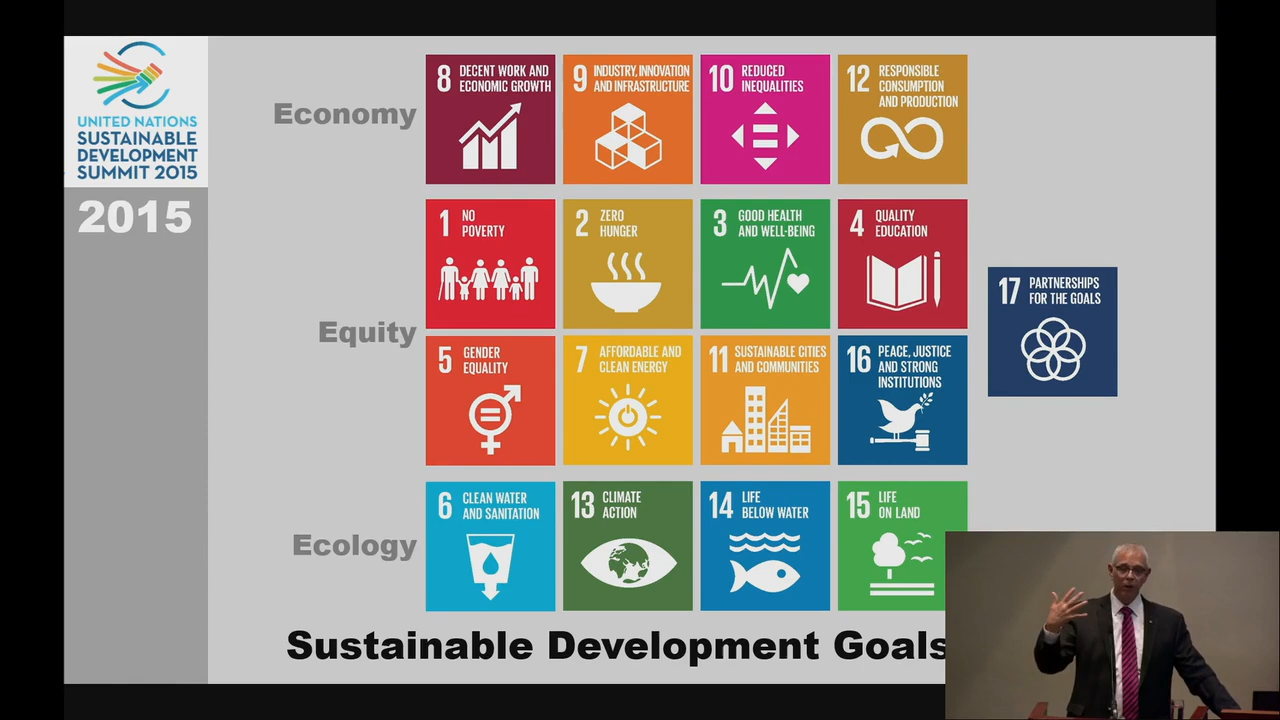 UNITED NATIONS
SUSTAINABLE
DEVELOPMENT
SUMMIT 2015
2015
Economy
8 DECENT WORK AND
ECONOMIC GROWTH
9 INDUSTRY, INNOVATION
AND INFRASTRUCTURE
10 REDUCED
INEQUALITIES
12 RESPONSIBLE
CONSUMPTION
AND PRODUCTION
Equity
1 NO
POVERTY
2 ZERO
HUNGER
3 GOOD HEALTH
AND WELL-BEING
4 QUALITY
EDUCATION
5 GENDER
EQUALITY
7 AFFORDABLE AND
CLEAN ENERGY
11 SUSTAINABLE CITIES
AND COMMUNITIES
16 PEACE, JUSTICE
AND STRONG
INSTITUTIONS
17 PARTNERSHIPS
FOR THE GOALS
Ecology
6 CLEAN WATER
AND SANITATION
13 CLIMATE
ACTION
14 LIFE
BELOW WATER
15 LIFE
ON LAND
Sustainable Development Goals